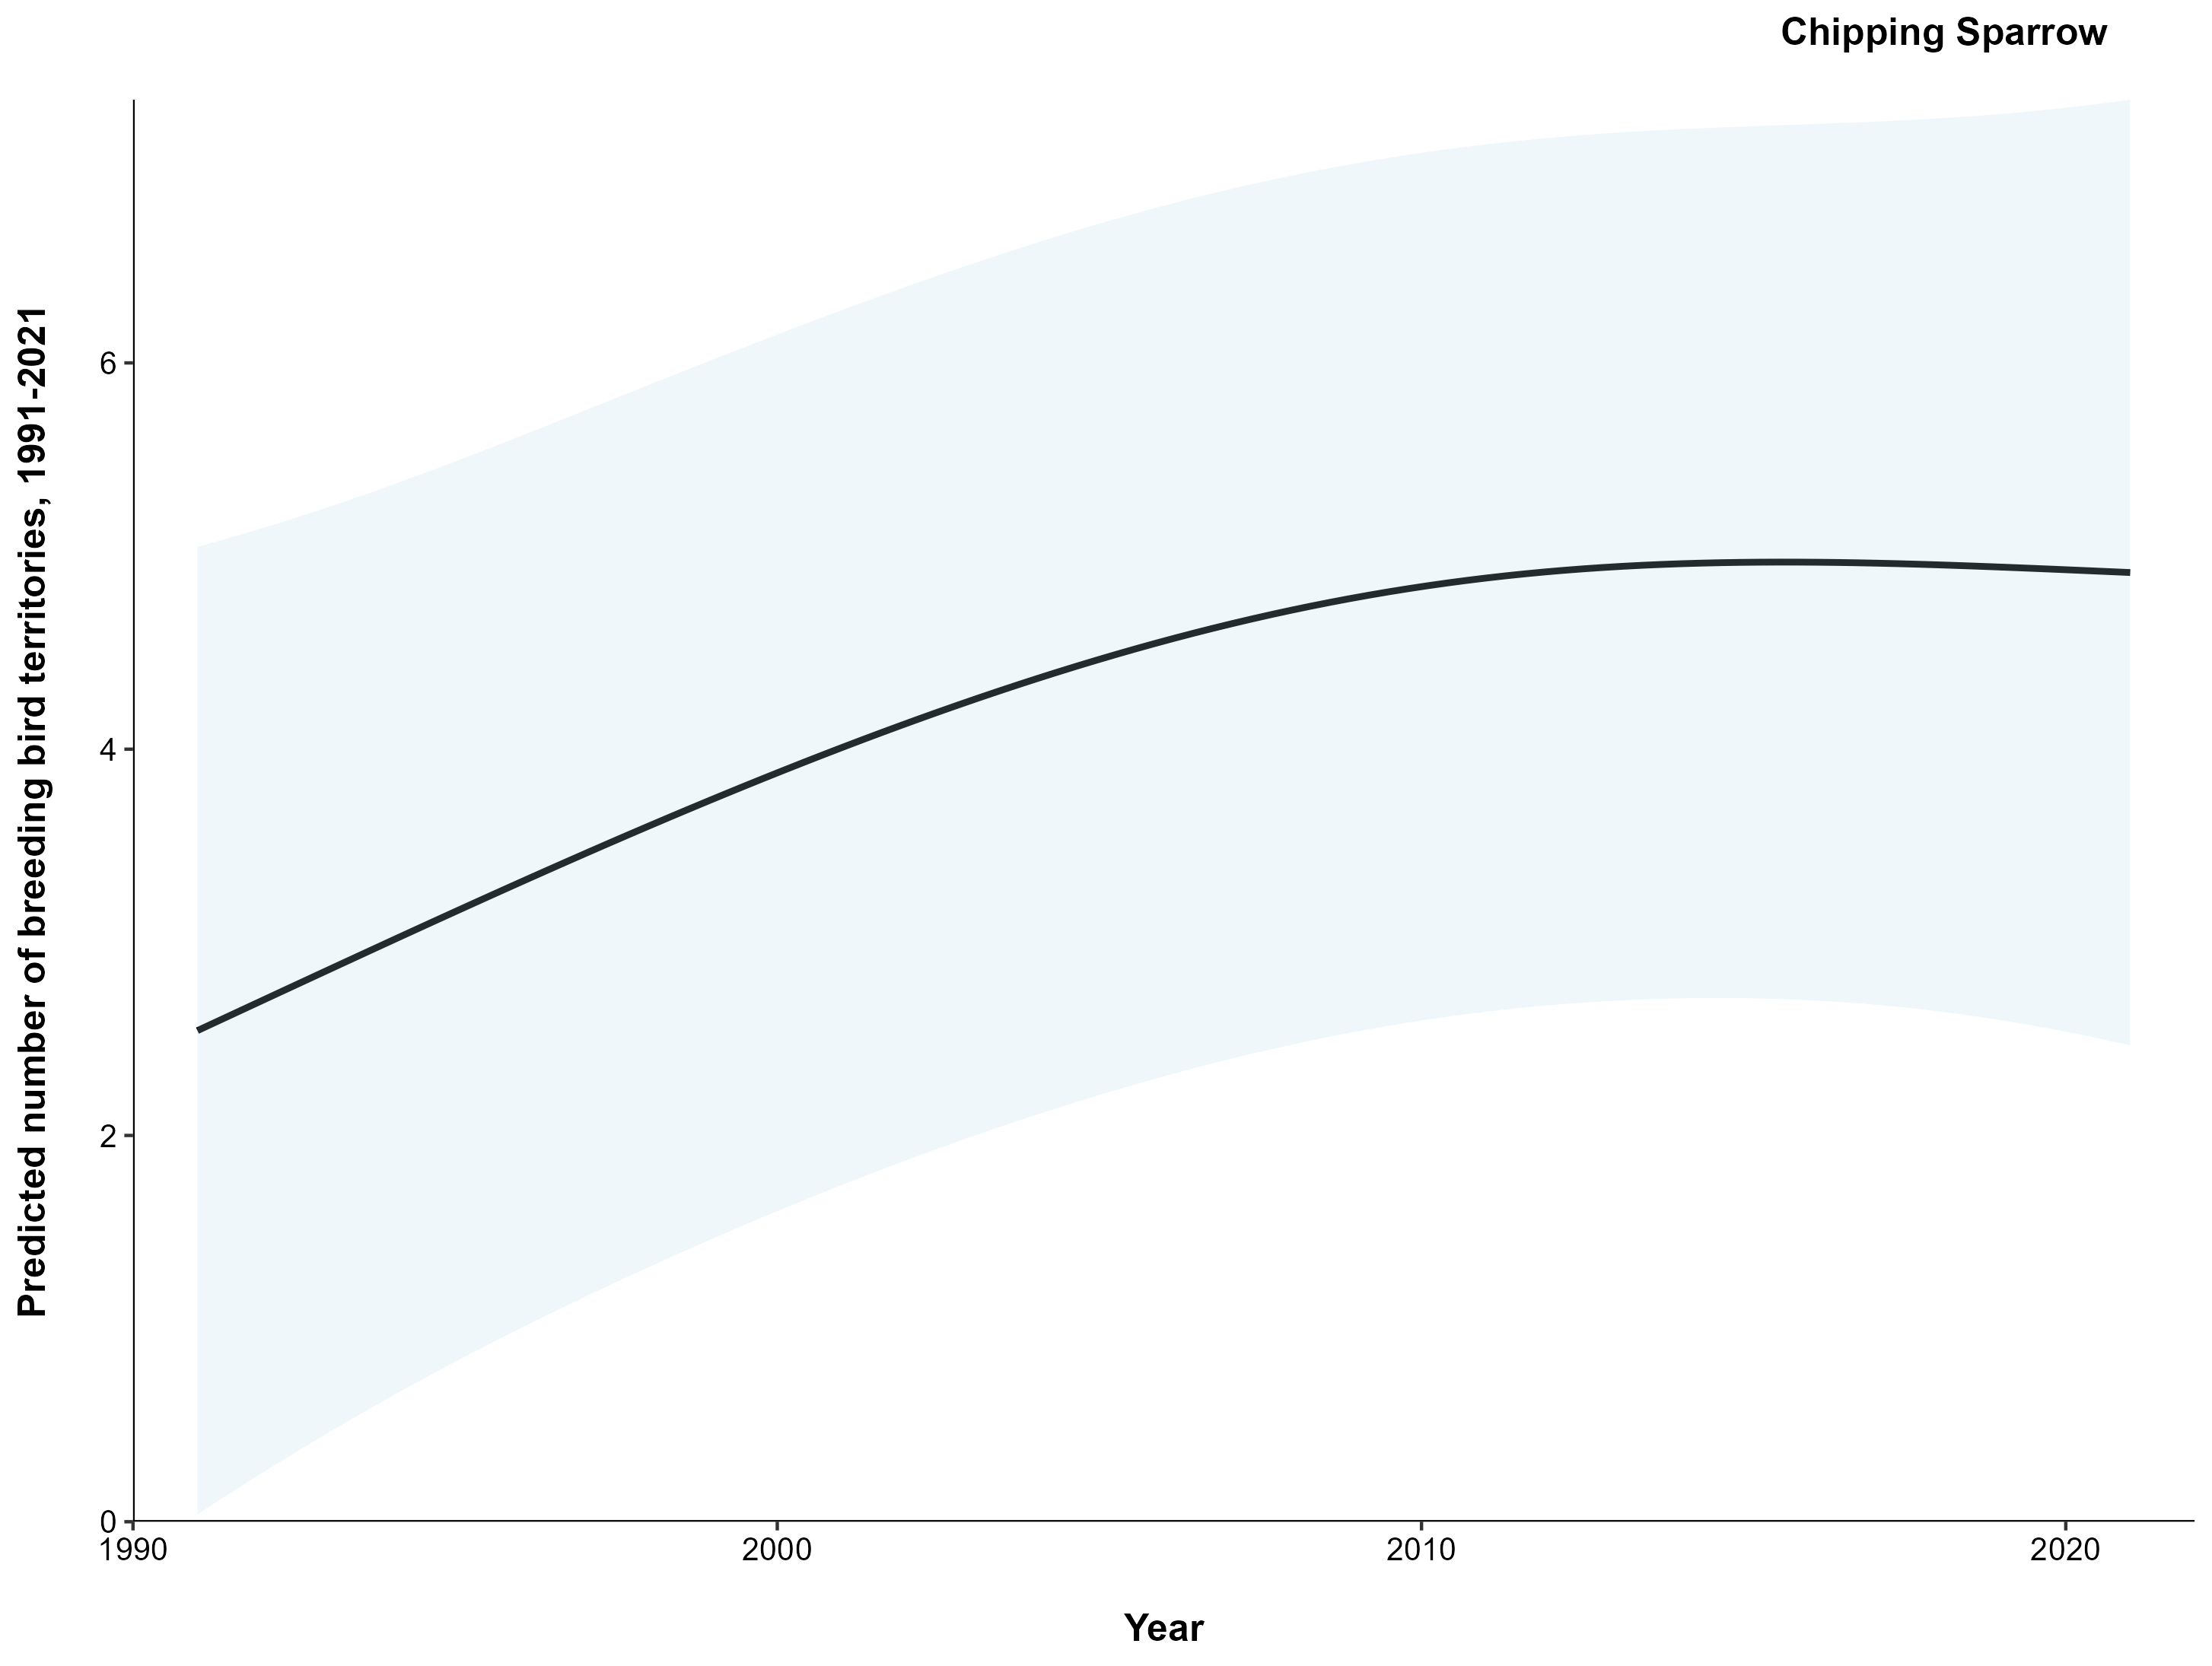 Chipping Sparrow
Predicted number of breeding bird territories, 1991-2021
6
4
2
0
1990
2000
2010
2020
Year